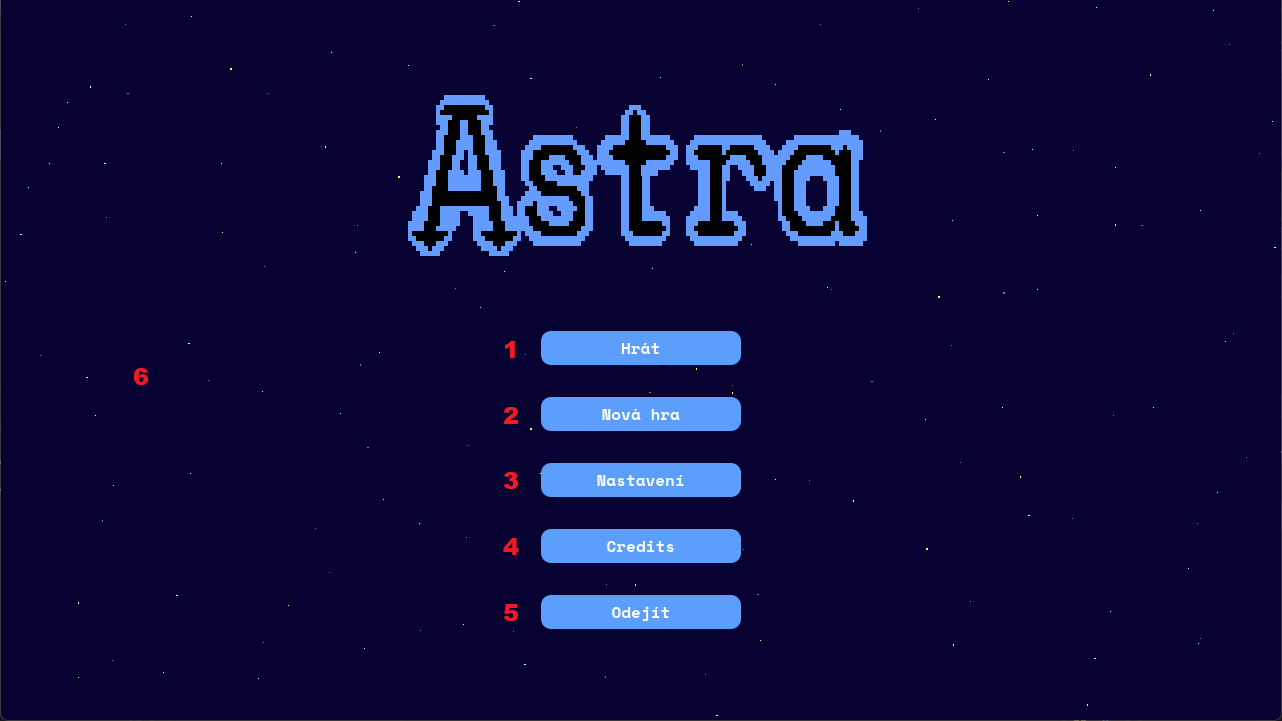 Astra
1 Hrát
6
2 Nová hra
3 Nastavení
4 Credits
5 Odejít